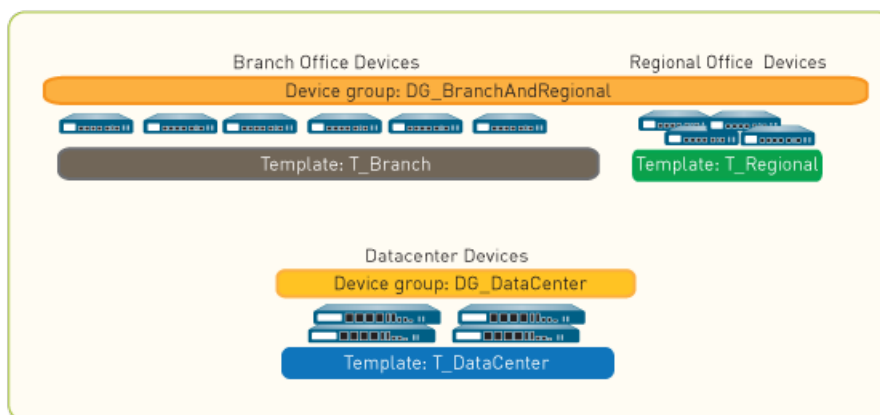 Branch Office Devices
Regional Office Devices
Device group: DG_BranchAndRegional
Template: T_Branch
Template: T_Regional
Datacenter Devices
Device group: DG_DataCenter
Template: T_DataCenter